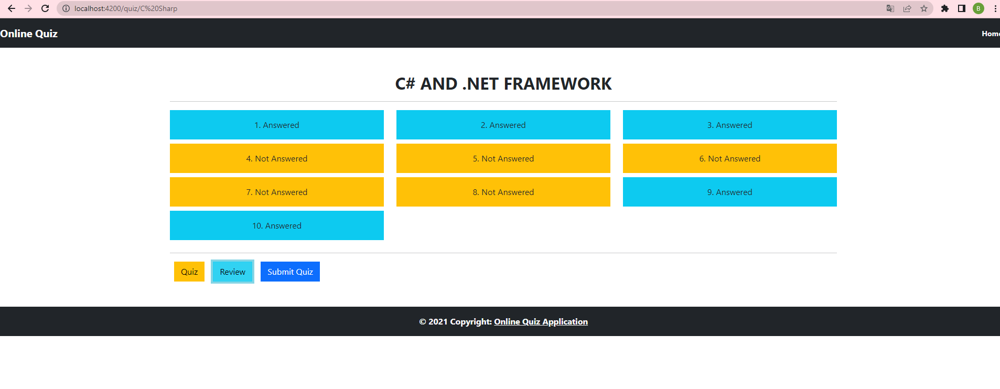 localhost:4200/quiz/C%20Sharp
B
Online Quiz
Home
C# AND .NET FRAMEWORK
1. Answered
2. Answered
3. Answered
4. Not Answered
5. Not Answered
6. Not Answered
7. Not Answered
8. Not Answered
9. Answered
10. Answered
Quiz
Review
Submit Quiz
© 2021 Copyright: Online Quiz Application